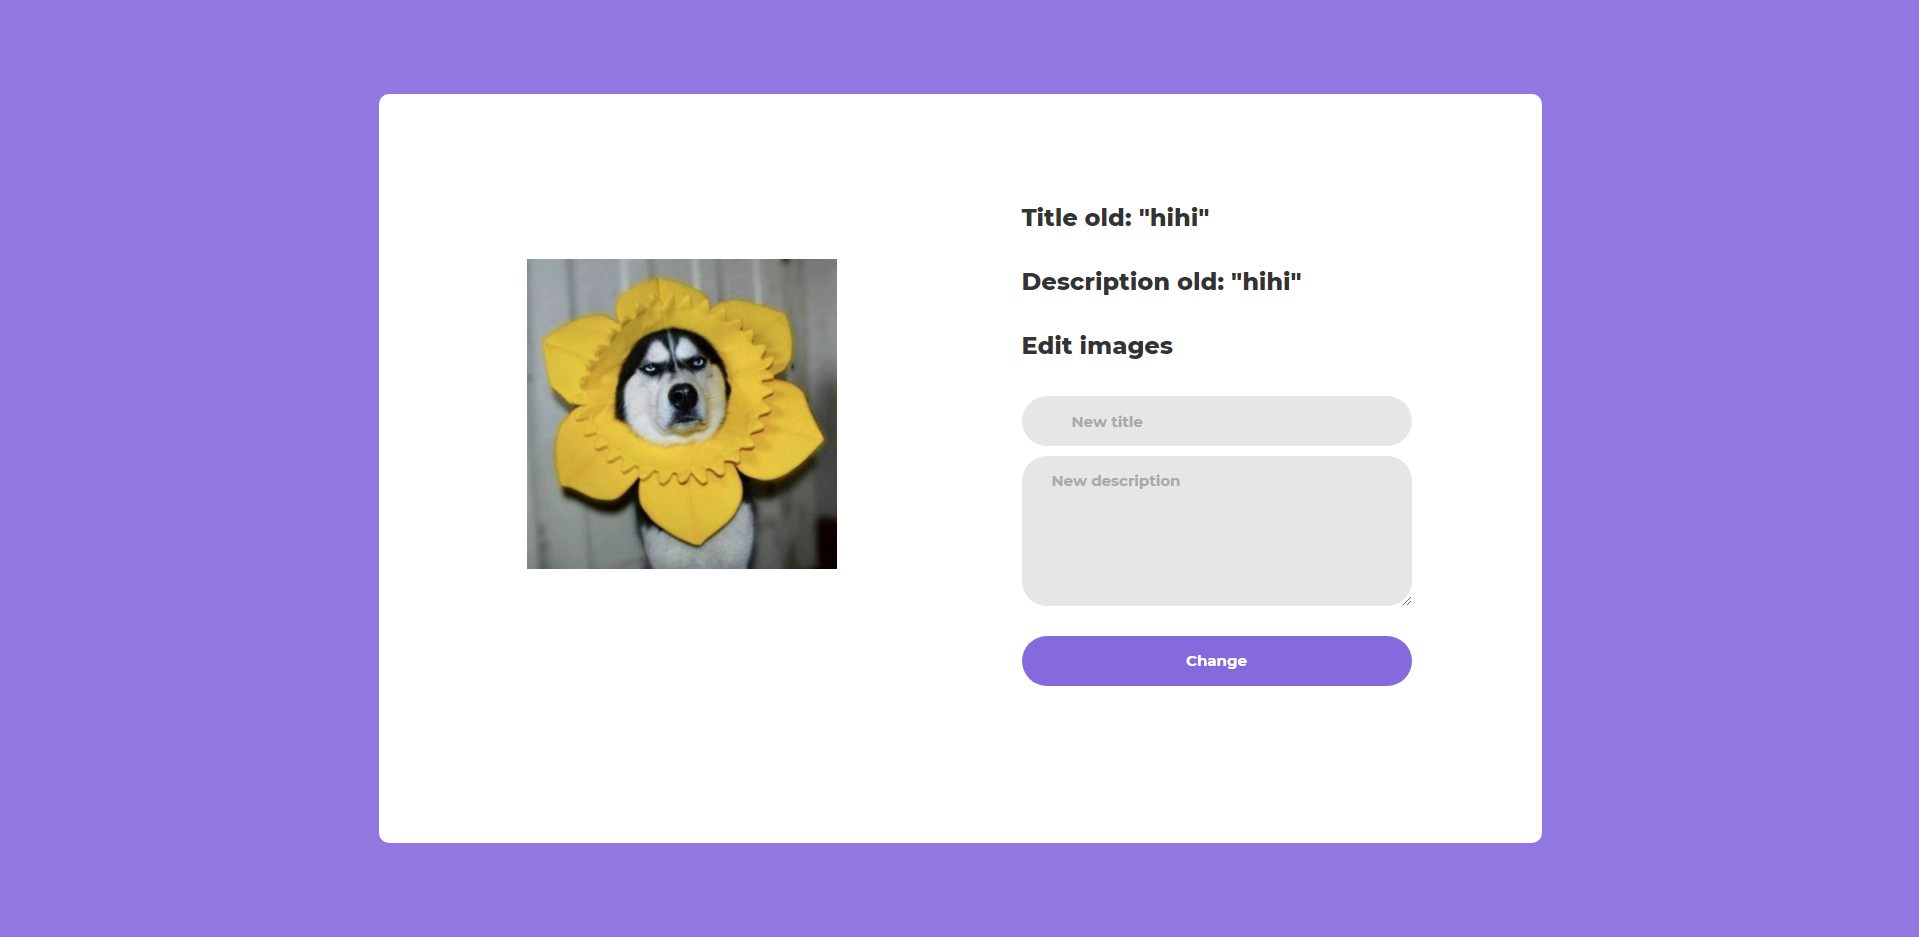 Title old: "hihi"
Description old: "hihi"
Edit images
New title
New description
Change